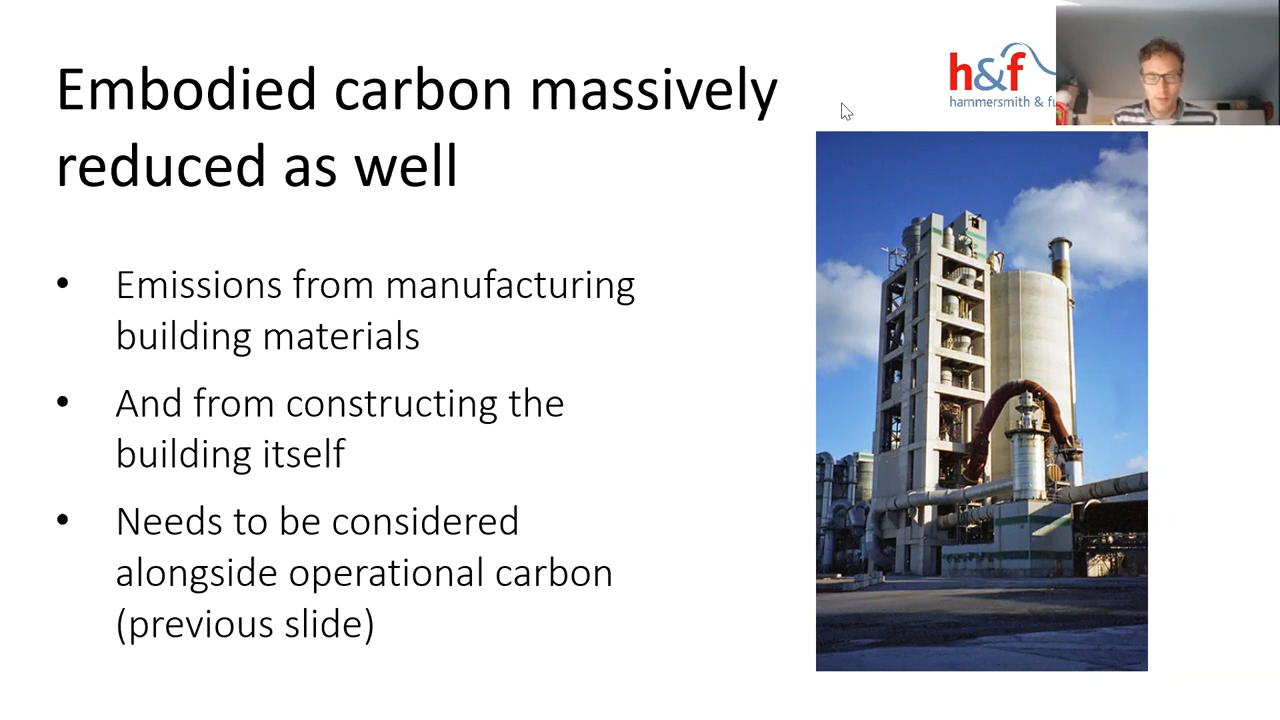 Embodied carbon massively
reduced as well
h&f
hammersmith &
• Emissions from manufacturing
building materials
• And from constructing the
building itself
• Needs to be considered
alongside operational carbon
(previous slide)